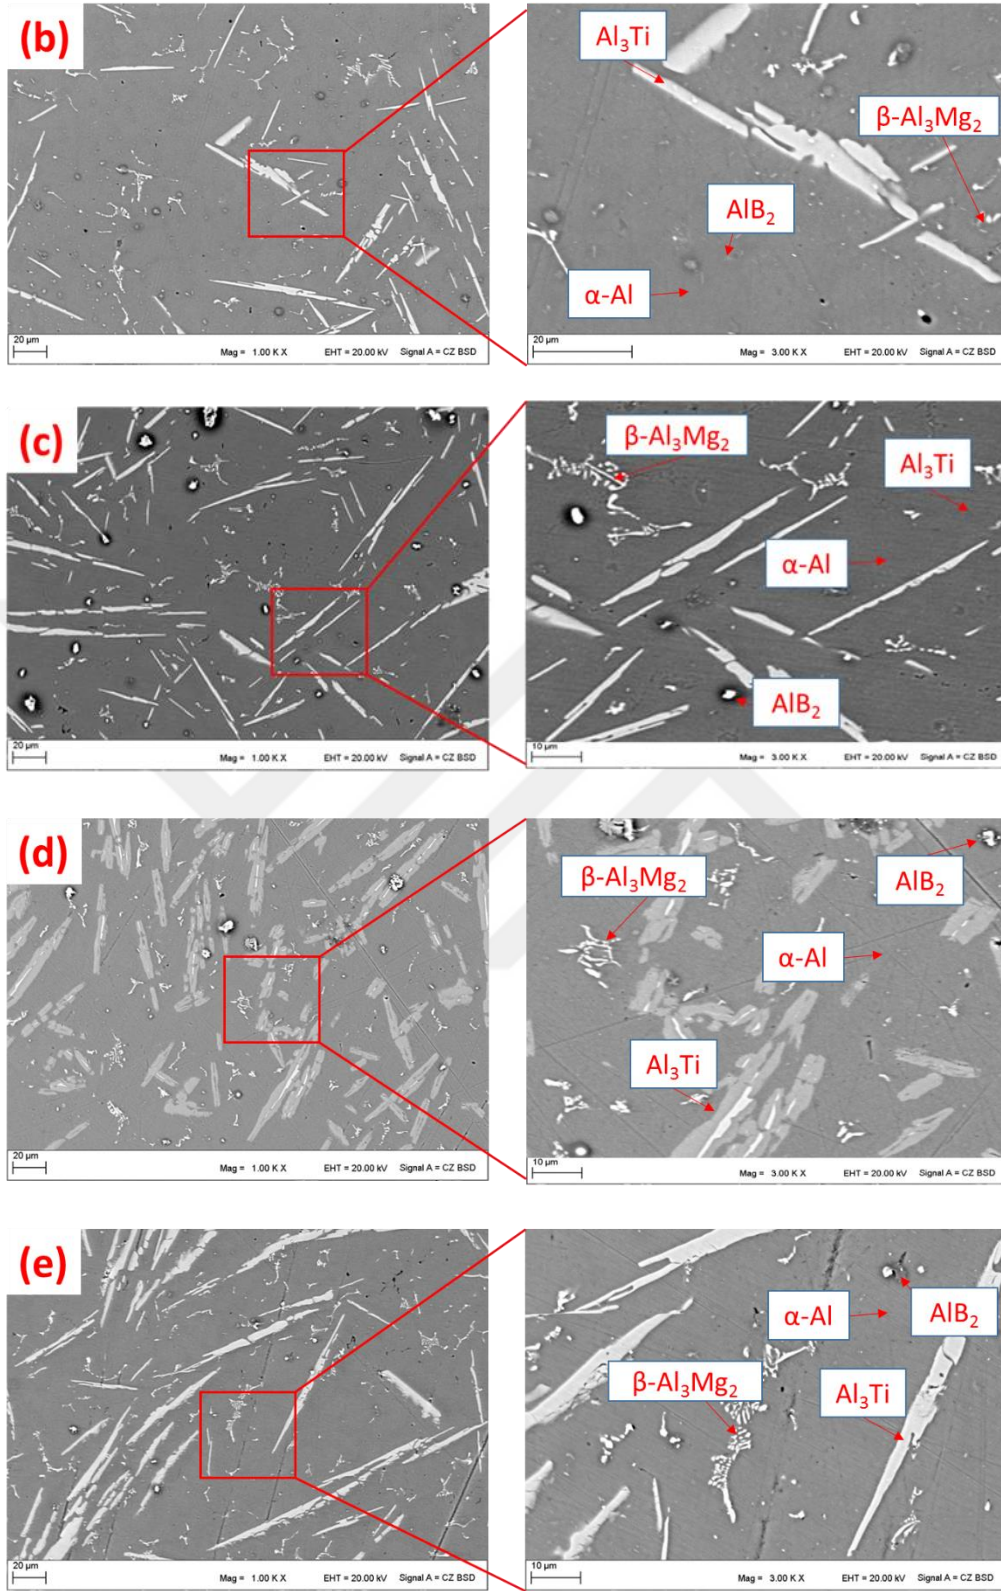 (b)
Al₃Ti
β-Al₃Mg₂
AlB₂
α-Al
20 µm
Mag = 1.00 K X EHT = 20.00 kV Signal A = CZ BSD
20 µm
Mag = 3.00 K X EHT = 20.00 kV Signal A = CZ BSD
(c)
β-Al₃Mg₂
Al₃Ti
α-Al
AlB₂
20 µm
Mag = 1.00 K X EHT = 20.00 kV Signal A = CZ BSD
10 µm
Mag = 3.00 K X EHT = 20.00 kV Signal A = CZ BSD
(d)
β-Al₃Mg₂
AlB₂
α-Al
Al₃Ti
20 µm
Mag = 1.00 K X EHT = 20.00 kV Signal A = CZ BSD
10 µm
Mag = 3.00 K X EHT = 20.00 kV Signal A = CZ BSD
(e)
α-Al
AlB₂
β-Al₃Mg₂
Al₃Ti
20 µm
Mag = 1.00 K X EHT = 20.00 kV Signal A = CZ BSD
10 µm
Mag = 3.00 K X EHT = 20.00 kV Signal A = CZ BSD